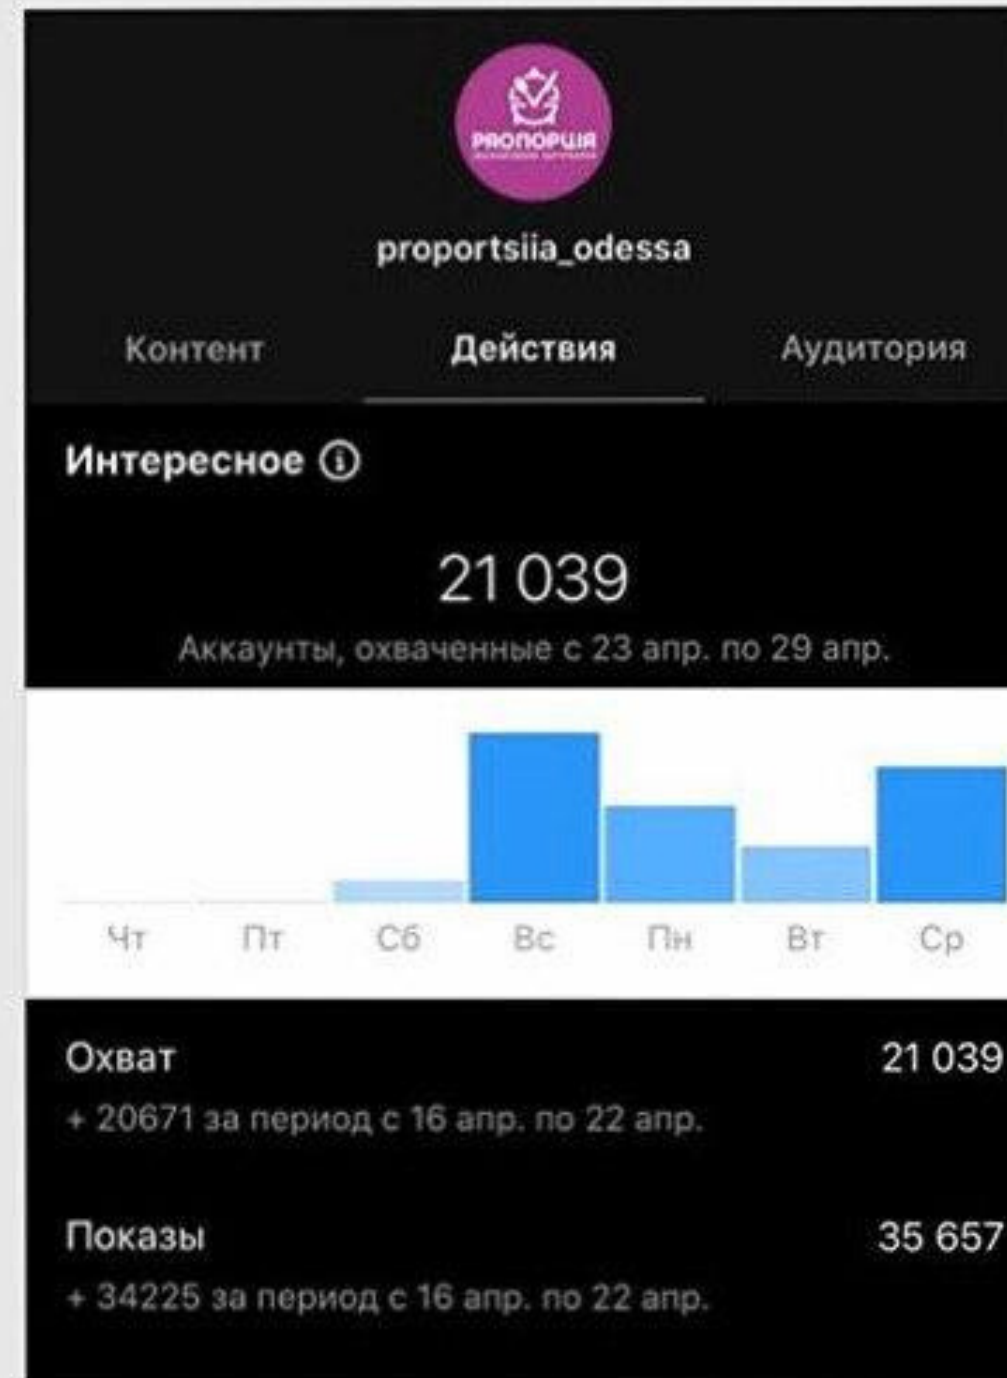 ПРОПОРЦІЯ
proportsiia_odessa
Контент Действия Аудитория
Интересное
21 039
Аккаунты, охваченные с 23 апр. по 29 апр.
Чт Пт Сб Вс Пн Вт Ср
Охват 21 039
+ 20671 за период с 16 апр. по 22 апр.
Показы 35 657
+ 34225 за период с 16 апр. по 22 апр.